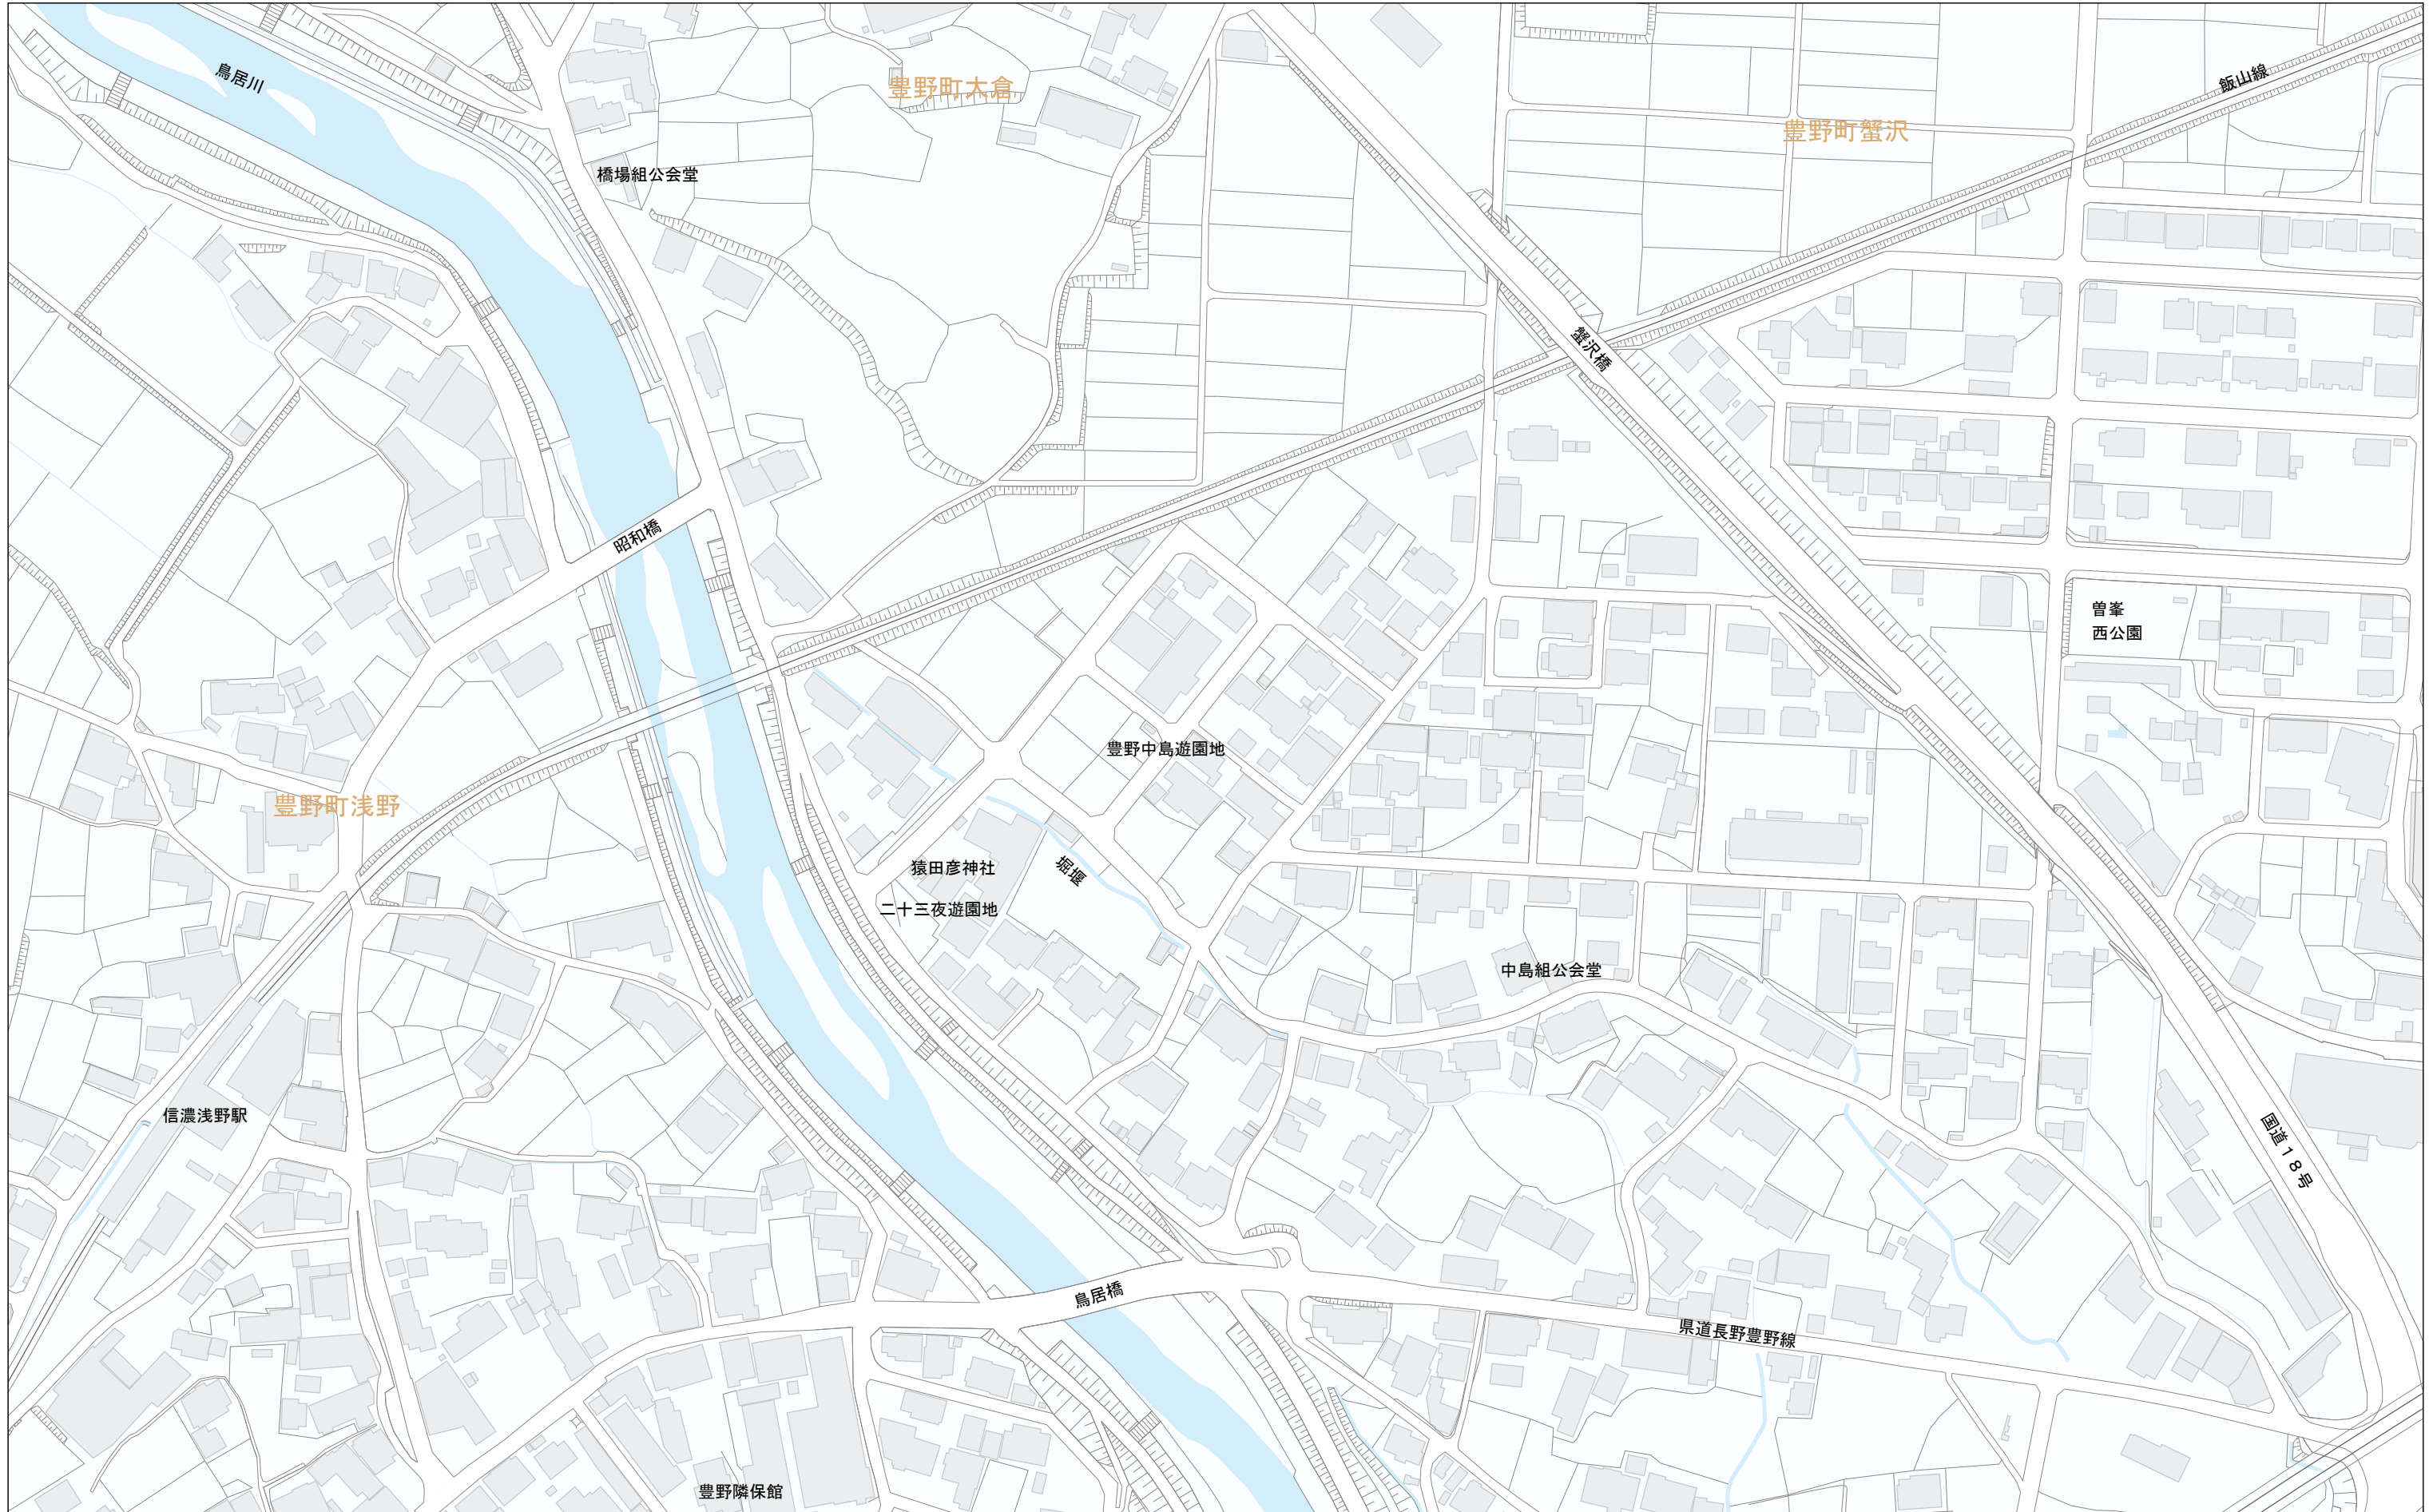 鳥居川
豊野町大倉
飯山線
豊野町蟹沢
橋場組公会堂
蟹沢橋
昭和橋
曽峯
西公園
豊野中島遊園地
豊野町浅野
猿田彦神社
堀堰
二十三夜遊園地
中島組公会堂
信濃浅野駅
国道18号
鳥居橋
県道長野豊野線
豊野隣保館